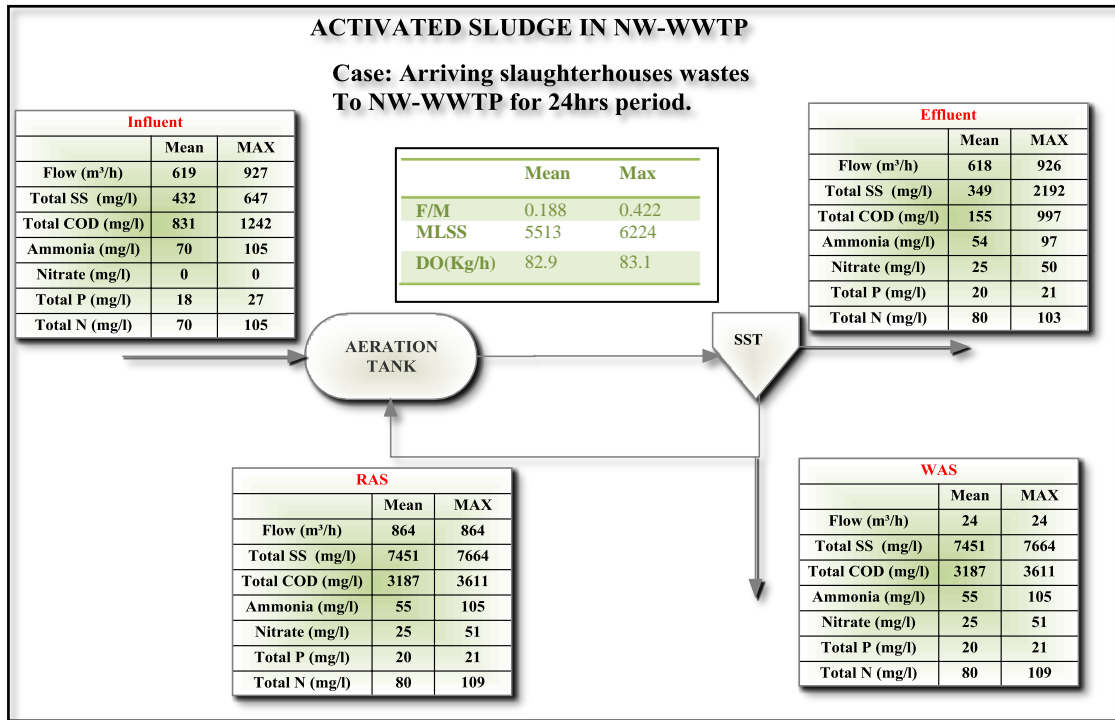 ACTIVATED SLUDGE IN NW-WWTP
Case: Arriving slaughterhouses wastes
To NW-WWTP for 24hrs period.
Influent
Mean MAX
Flow (m³/h) 619 927
Total SS (mg/l) 432 647
Total COD (mg/l) 831 1242
Ammonia (mg/l) 70 105
Nitrate (mg/l) 0 0
Total P (mg/l) 18 27
Total N (mg/l) 70 105
Mean Max
F/M 0.188 0.422
MLSS 5513 6224
DO(Kg/h) 82.9 83.1
Effluent
Mean MAX
Flow (m³/h) 618 926
Total SS (mg/l) 349 2192
Total COD (mg/l) 155 997
Ammonia (mg/l) 54 97
Nitrate (mg/l) 25 50
Total P (mg/l) 20 21
Total N (mg/l) 80 103
AERATION
TANK
SST
RAS
Mean MAX
Flow (m³/h) 864 864
Total SS (mg/l) 7451 7664
Total COD (mg/l) 3187 3611
Ammonia (mg/l) 55 105
Nitrate (mg/l) 25 51
Total P (mg/l) 20 21
Total N (mg/l) 80 109
WAS
Mean MAX
Flow (m³/h) 24 24
Total SS (mg/l) 7451 7664
Total COD (mg/l) 3187 3611
Ammonia (mg/l) 55 105
Nitrate (mg/l) 25 51
Total P (mg/l) 20 21
Total N (mg/l) 80 109